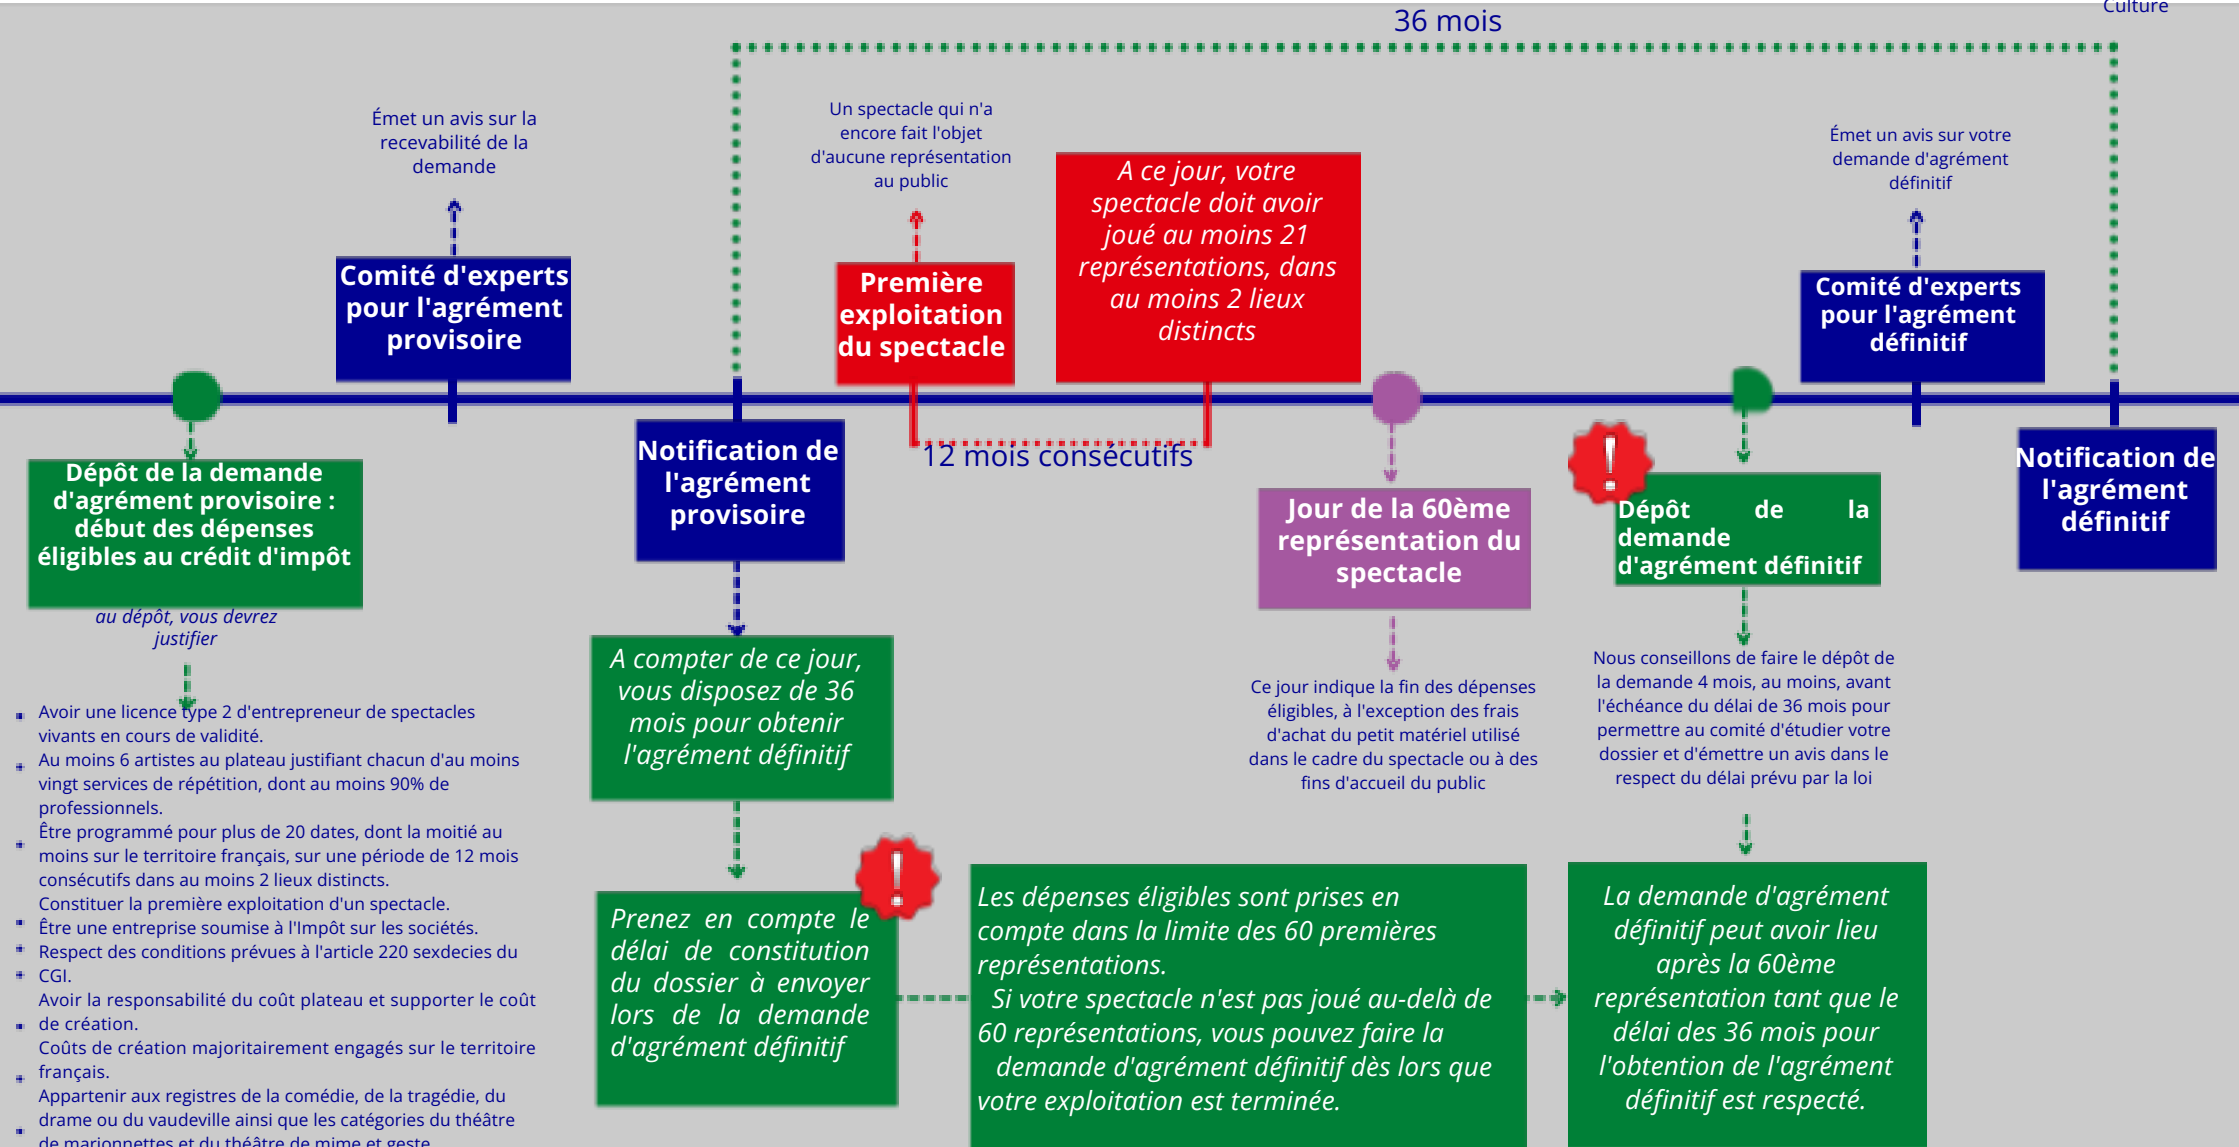 Culture
36 mois
Émet un avis sur la
recevabilité de la
demande
Un spectacle qui n'a
encore fait l'objet
d'aucune représentation
au public
A ce jour, votre
spectacle doit avoir
joué au moins 21
représentations, dans
au moins 2 lieux
distincts
Émet un avis sur votre
demande d'agrément
définitif
Comité d'experts
pour l'agrément
provisoire
Première
exploitation
du spectacle
Comité d'experts
pour l'agrément
définitif
12 mois consécutifs
Dépôt de la demande
d'agrément provisoire :
début des dépenses
éligibles au crédit d'impôt
au dépôt, vous devrez
justifier
Avoir une licence type 2 d'entrepreneur de spectacles
vivants en cours de validité.
Au moins 6 artistes au plateau justifiant chacun d'au moins
vingt services de répétition, dont au moins 90% de
professionnels.
Être programmé pour plus de 20 dates, dont la moitié au
moins sur le territoire français, sur une période de 12 mois
consécutifs dans au moins 2 lieux distincts.
Constituer la première exploitation d'un spectacle.
Être une entreprise soumise à l'Impôt sur les sociétés.
Respect des conditions prévues à l'article 220 sexdecies du
CGI.
Avoir la responsabilité du coût plateau et supporter le coût
de création.
Coûts de création majoritairement engagés sur le territoire
français.
Appartenir aux registres de la comédie, de la tragédie, du
drame ou du vaudeville ainsi que les catégories du théâtre
de marionnettes et du théâtre de mime et geste
Notification de
l'agrément
provisoire
A compter de ce jour,
vous disposez de 36
mois pour obtenir
l'agrément définitif
Prenez en compte le
délai de constitution
du dossier à envoyer
lors de la demande
d'agrément définitif
Les dépenses éligibles sont prises en
compte dans la limite des 60 premières
représentations.
Si votre spectacle n'est pas joué au-delà de
60 représentations, vous pouvez faire la
demande d'agrément définitif dès lors que
votre exploitation est terminée.
Jour de la 60ème
représentation du
spectacle
Ce jour indique la fin des dépenses
éligibles, à l'exception des frais
d'achat du petit matériel utilisé
dans le cadre du spectacle ou à des
fins d'accueil du public
!
Dépôt de la
demande
d'agrément définitif
Nous conseillons de faire le dépôt de
la demande 4 mois, au moins, avant
l'échéance du délai de 36 mois pour
permettre au comité d'étudier votre
dossier et d'émettre un avis dans le
respect du délai prévu par la loi
!
La demande d'agrément
définitif peut avoir lieu
après la 60ème
représentation tant que le
délai des 36 mois pour
l'obtention de l'agrément
définitif est respecté.
Notification de
l'agrément
définitif